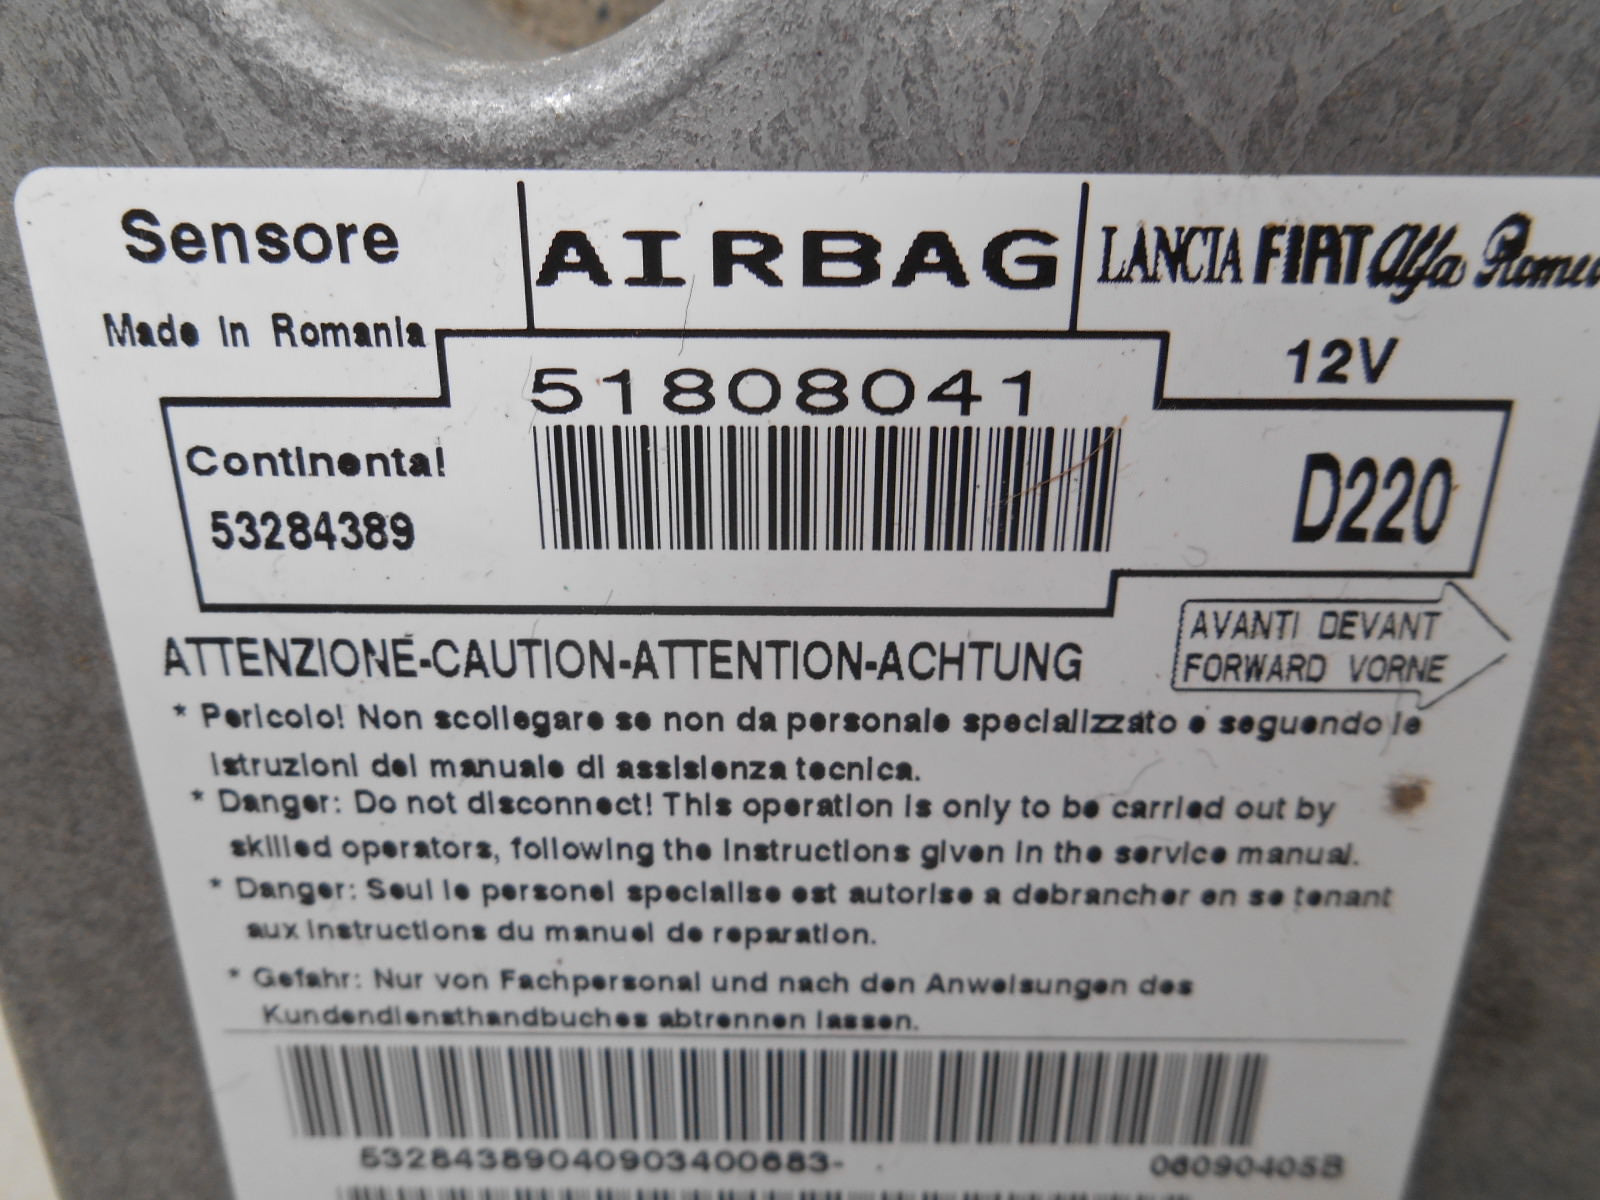 Sensore AIRBAG LANCIA FIAT Alfa Romeo
Made in Romania 12V
51808041
Continental
53284389
D220
AVANTI DEVANT
FORWARD VORNE
ATTENZIONE-CAUTION-ATTENTION-ACHTUNG
* Pericolo! Non scollegare se non da personale specializzato e seguendo le
istruzioni del manuale di assisienza tecnica.
* Danger: Do not disconnect! This operation is only to be carried out by
skilled operators, following the instructions given in the service manual.
* Danger: Seul le personel specialise est autorise a debrancher en se tenant
aux instructions du manuel de reparation.
* Gefahr: Nur von Fachpersonal und nach den Anweisungen des
Kundendiensthandbuches abtrennen lassen.
53284389040903400683-
06090405B